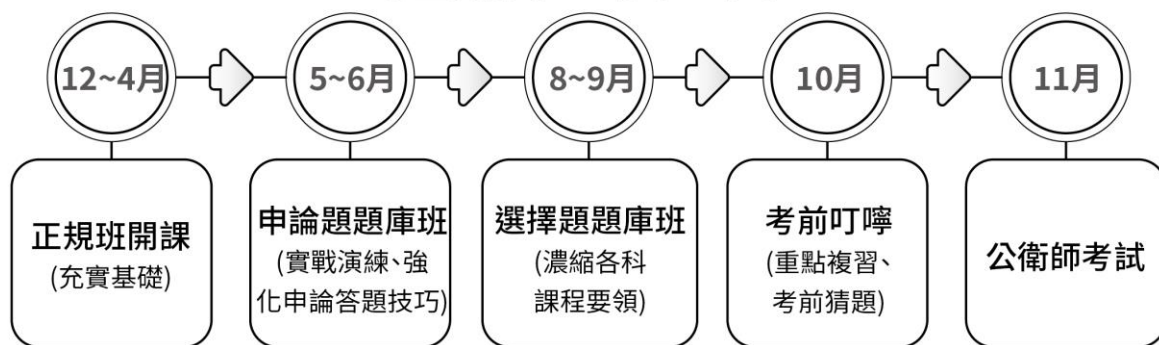 12~4月
5~6月
8~9月
10月
11月
正規班開課
(充實基礎)
申論題題庫班
(實戰演練、強
化申論答題技巧)
選擇題題庫班
(濃縮各科
課程要領)
考前叮嚀
(重點複習、
考前猜題)
公衛師考試